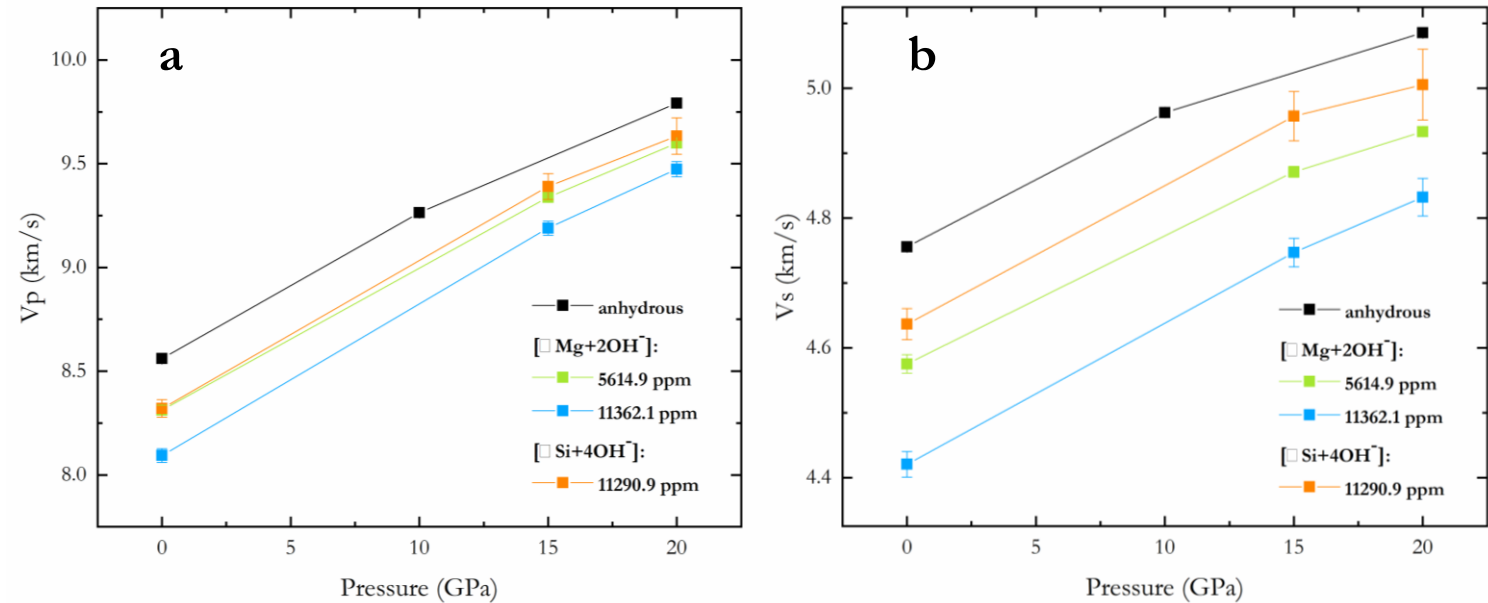 a
Vp (km/s)
10.0
9.5
9.0
8.5
8.0
anhydrous
[□Mg+2OH⁻]:
5614.9 ppm
11362.1 ppm
[□Si+4OH⁻]:
11290.9 ppm
0
5
10
15
20
Pressure (GPa)
b
Vs (km/s)
5.0
4.8
4.6
4.4
anhydrous
[□Mg+2OH⁻]:
5614.9 ppm
11362.1 ppm
[□Si+4OH⁻]:
11290.9 ppm
0
5
10
15
20
Pressure (GPa)